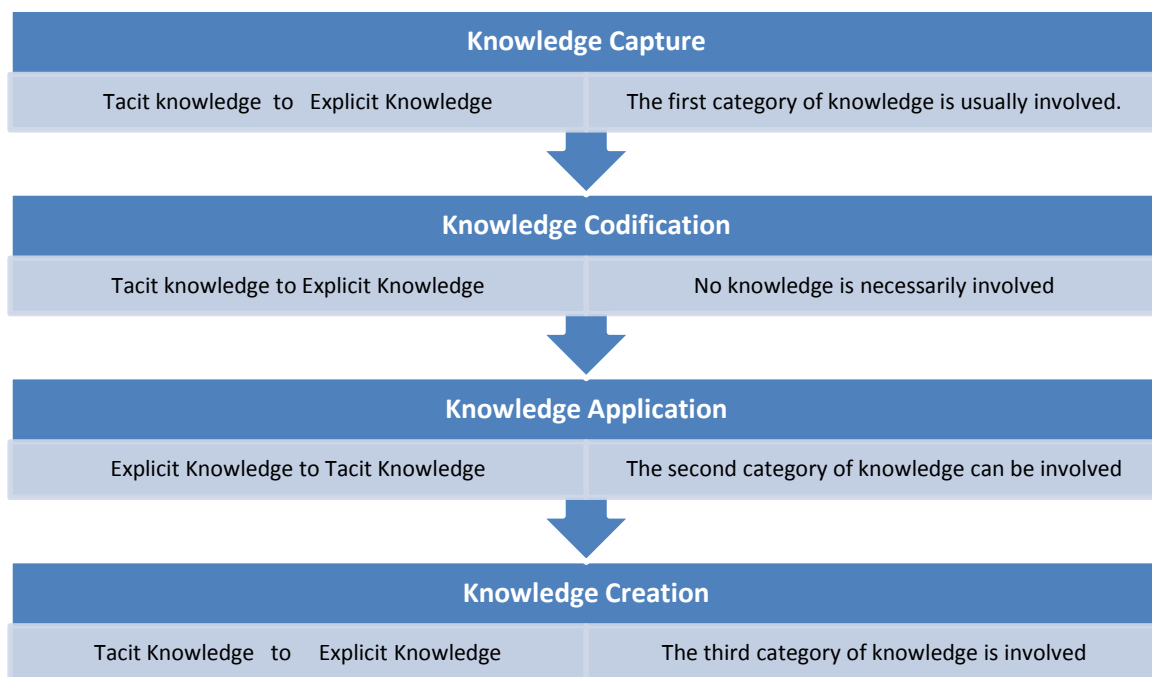 Knowledge Capture
Tacit knowledge to Explicit Knowledge
The first category of knowledge is usually involved.
Knowledge Codification
Tacit knowledge to Explicit Knowledge
No knowledge is necessarily involved
Knowledge Application
Explicit Knowledge to Tacit Knowledge
The second category of knowledge can be involved
Knowledge Creation
Tacit Knowledge to Explicit Knowledge
The third category of knowledge is involved